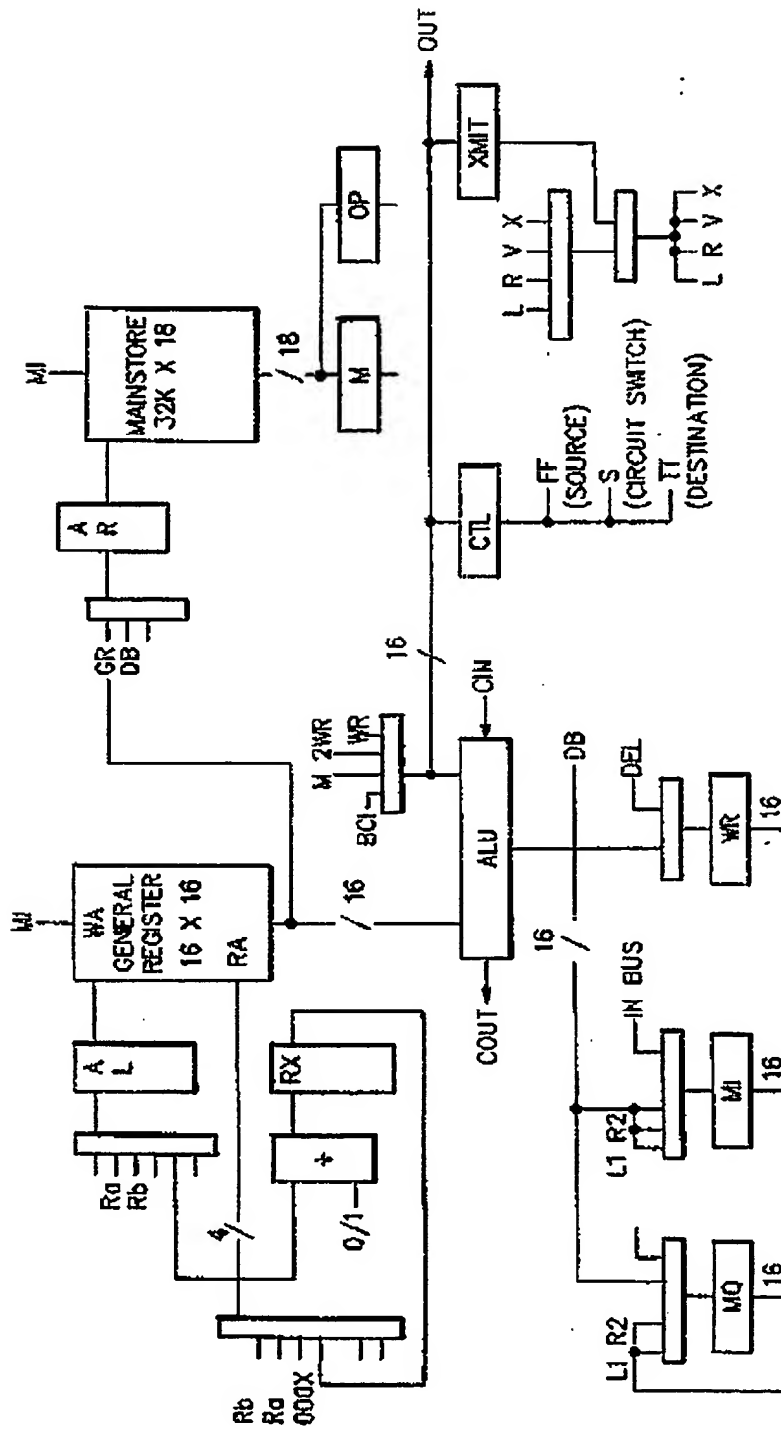 MI
MAINSTORE
32K X 18
18
M
OP
A
R
GR
DB
MI
WA
GENERAL
REGISTER
16 X 16
RA
A
L
Ra
Rb
RX
+
0/1
4
Rb
Ra
000X
16
M 2WR
WR
BCI
16
OUT
XMIT
L R V X
L R V X
CTL
FF
(SOURCE)
S
(CIRCUIT SWITCH)
TT
(DESTINATION)
CIN
ALU
COUT
DB
16
DEL
WR
16
IN BUS
L1 R2
MI
16
L1 R2
MQ
16